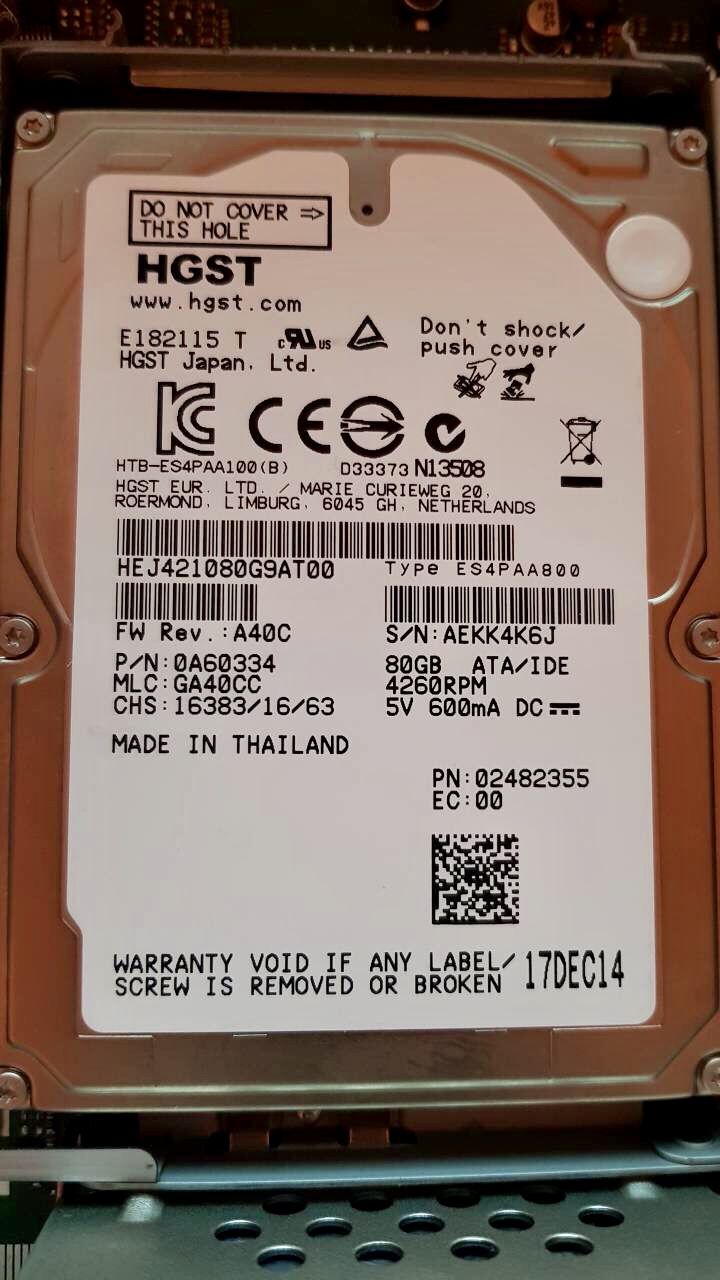 DO NOT COVER ⇒
THIS HOLE
HGST
www.hgst.com
E182115 T c US
HGST Japan, Ltd.
Don't shock/
push cover
HTB-ES4PAA100(B) D33373 N13508
HGST EUR. LTD. / MARIE CURIEWEG 20,
ROERMOND, LIMBURG, 6045 GH, NETHERLANDS
HEJ421080G9AT00 Type ES4PAA800
FW Rev.:A40C S/N:AEKK4K6J
P/N:0A60334 80GB ATA/IDE
MLC:GA40CC 4260RPM
CHS:16383/16/63 5V 600mA DC
MADE IN THAILAND
PN:02482355
EC:00
WARRANTY VOID IF ANY LABEL/
SCREW IS REMOVED OR BROKEN 17DEC14